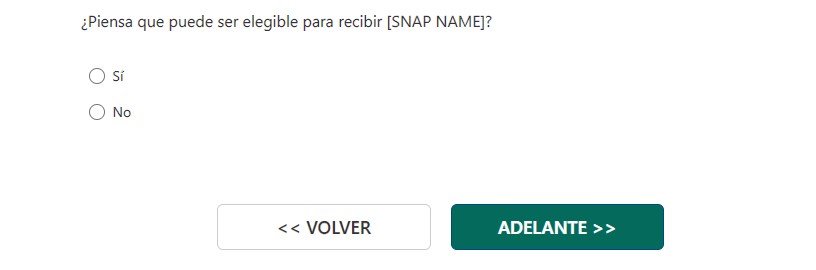 ¿Piensa que puede ser elegible para recibir [SNAP NAME]?
Sí
No
<< VOLVER
ADELANTE >>